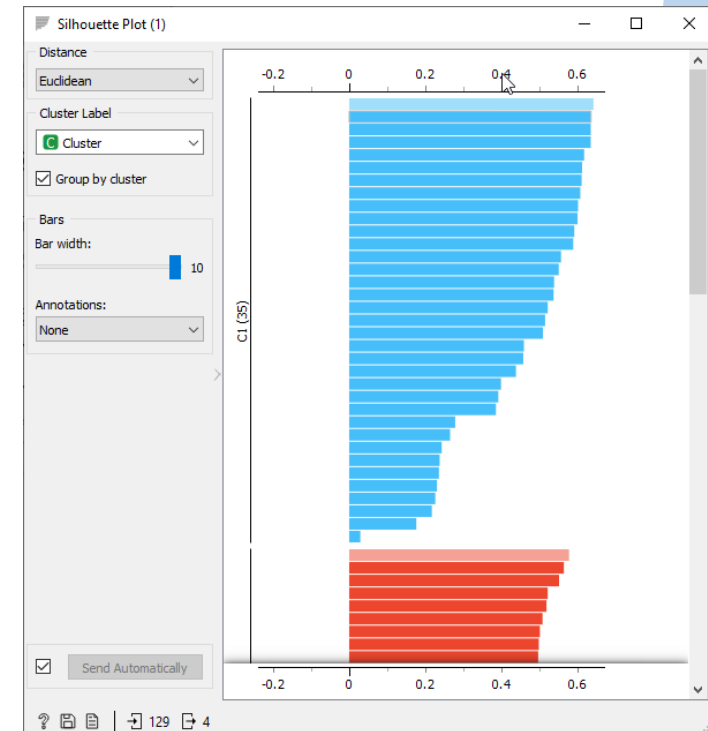 Silhouette Plot (1)
Distance
Euclidean
Cluster Label
C Cluster
Group by cluster
Bars
Bar width:
10
Annotations:
None
Send Automatically
? 129 4
-0.2 0 0.2 0.4 0.6
C1 (35)
-0.2 0 0.2 0.4 0.6